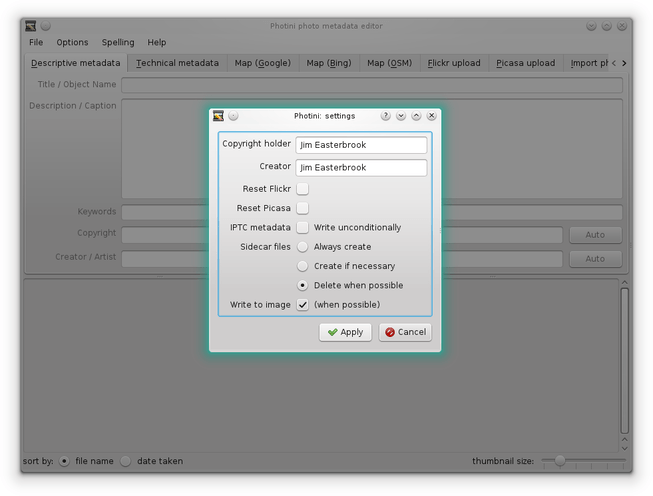 Photini photo metadata editor
File Options Spelling Help
Descriptive metadata Technical metadata Map (Google) Map (Bing) Map (OSM) Flickr upload Picasa upload Import ph
Title / Object Name
Description / Caption
Keywords
Copyright Auto
Creator / Artist Auto
Photini: settings
Copyright holder Jim Easterbrook
Creator Jim Easterbrook
Reset Flickr
Reset Picasa
IPTC metadata Write unconditionally
Sidecar files Always create
Create if necessary
Delete when possible
Write to image (when possible)
Apply Cancel
sort by: file name date taken thumbnail size: